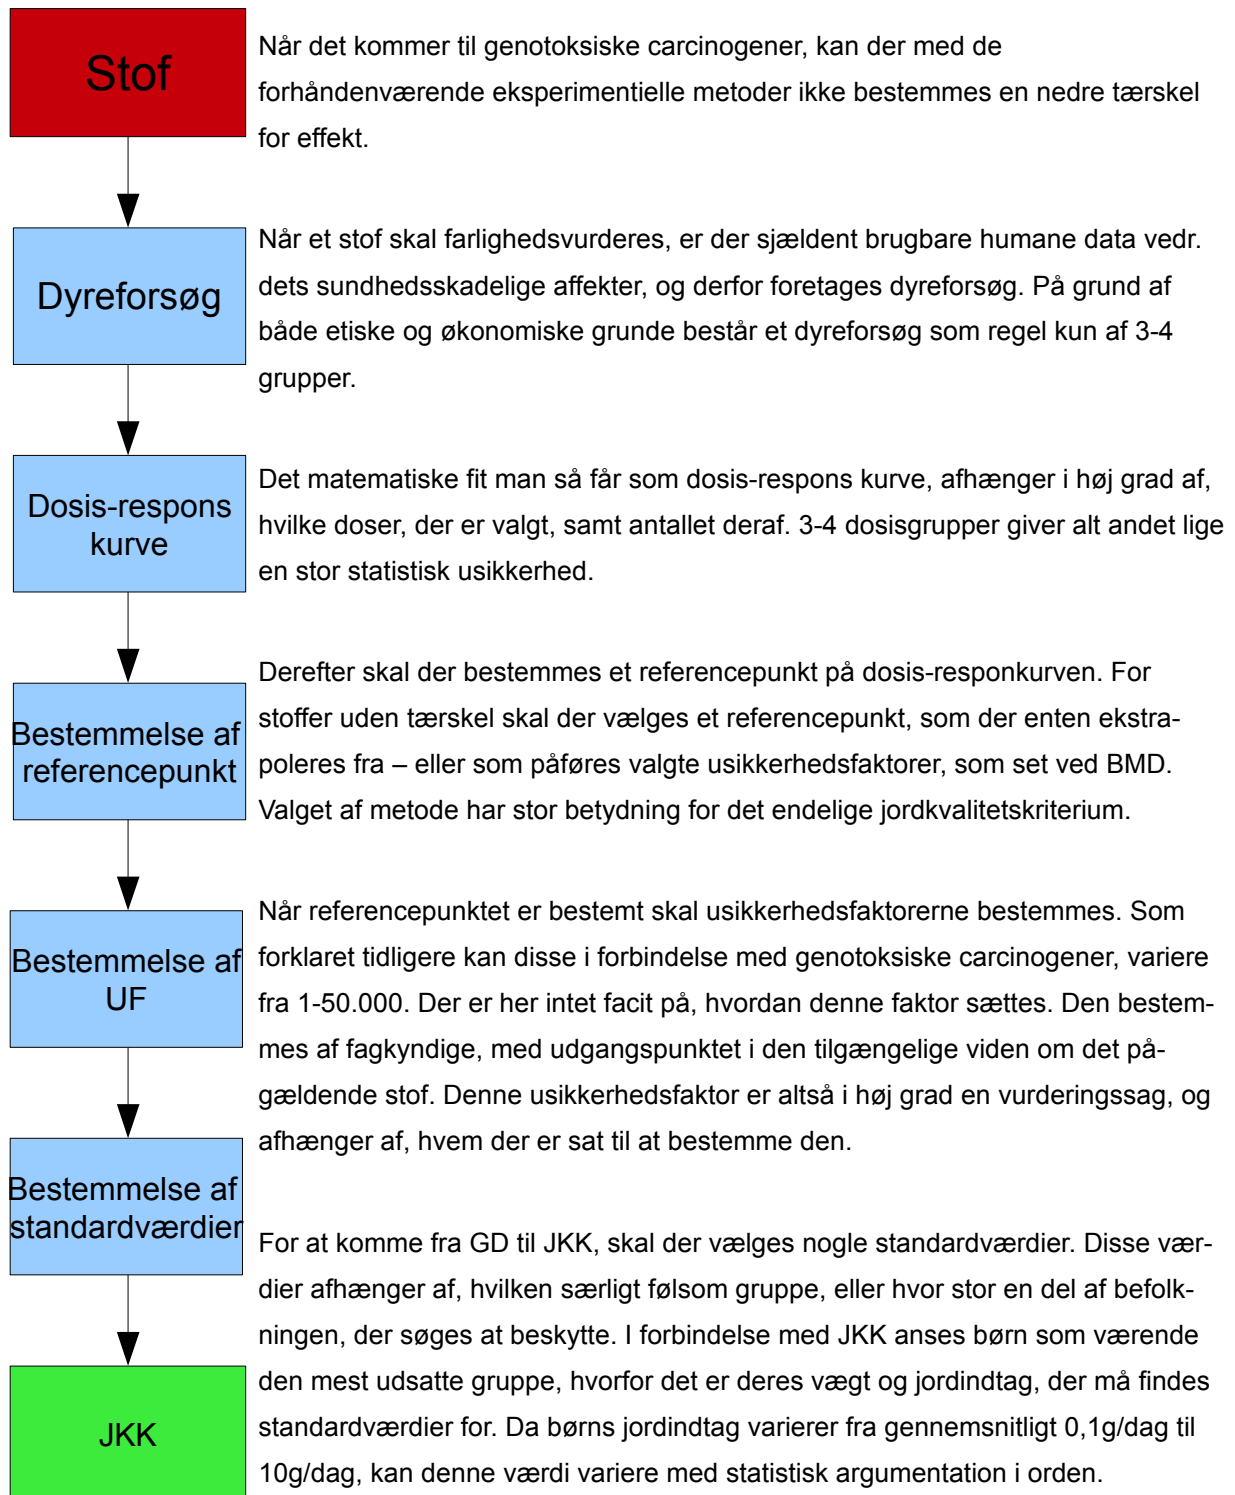 Stof
Når det kommer til genotoksiske carcinogener, kan der med de
forhåndenværende eksperimentielle metoder ikke bestemmes en nedre tærskel
for effekt.
Dyreforsøg
Når et stof skal farlighedsvurderes, er der sjældent brugbare humane data vedr.
dets sundhedsskadelige affekter, og derfor foretages dyreforsøg. På grund af
både etiske og økonomiske grunde består et dyreforsøg som regel kun af 3-4
grupper.
Dosis-respons
kurve
Det matematiske fit man så får som dosis-respons kurve, afhænger i høj grad af,
hvilke doser, der er valgt, samt antallet deraf. 3-4 dosisgrupper giver alt andet lige
en stor statistisk usikkerhed.
Bestemmelse af
referencepunkt
Derefter skal der bestemmes et referencepunkt på dosis-responkurven. For
stoffer uden tærskel skal der vælges et referencepunkt, som der enten ekstra-
poleres fra – eller som påføres valgte usikkerhedsfaktorer, som set ved BMD.
Valget af metode har stor betydning for det endelige jordkvalitetskriterium.
Bestemmelse af
UF
Når referencepunktet er bestemt skal usikkerhedsfaktorerne bestemmes. Som
forklaret tidligere kan disse i forbindelse med genotoksiske carcinogener, variere
fra 1-50.000. Der er her intet facit på, hvordan denne faktor sættes. Den bestem-
mes af fagkyndige, med udgangspunktet i den tilgængelige viden om det på-
gældende stof. Denne usikkerhedsfaktor er altså i høj grad en vurderingssag, og
afhænger af, hvem der er sat til at bestemme den.
Bestemmelse af
standardværdier
For at komme fra GD til JKK, skal der vælges nogle standardværdier. Disse vær-
dier afhænger af, hvilken særligt følsom gruppe, eller hvor stor en del af befolk-
ningen, der søges at beskytte. I forbindelse med JKK anses børn som værende
den mest udsatte gruppe, hvorfor det er deres vægt og jordindtag, der må findes
standardværdier for. Da børns jordindtag varierer fra gennemsnitligt 0,1g/dag til
10g/dag, kan denne værdi variere med statistisk argumentation i orden.
JKK